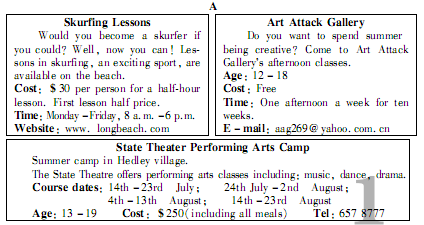 A
Skurfing Lessons
Would you become a skurfer if
you could? Well, now you can! Les-
sons in skurfing, an exciting sport, are
available on the beach.
Cost: $30 per person for a half-hour
lesson. First lesson half price.
Time: Monday-Friday, 8 a.m.-6 p.m.
Website: www.longbeach.com
Art Attack Gallery
Do you want to spend summer
being creative? Come to Art Attack
Gallery's afternoon classes.
Age: 12-18
Cost: Free
Time: One afternoon a week for ten
weeks.
E-mail: aag269@yahoo.com.cn
State Theater Performing Arts Camp
Summer camp in Hedley village.
The State Theatre offers performing arts classes including: music, dance, drama.
Course dates: 14th-23rd July; 24th July-2nd August;
4th-13th August; 14th-23rd August
Age: 13-19 Cost: $250(including all meals) Tel: 657 8777
1